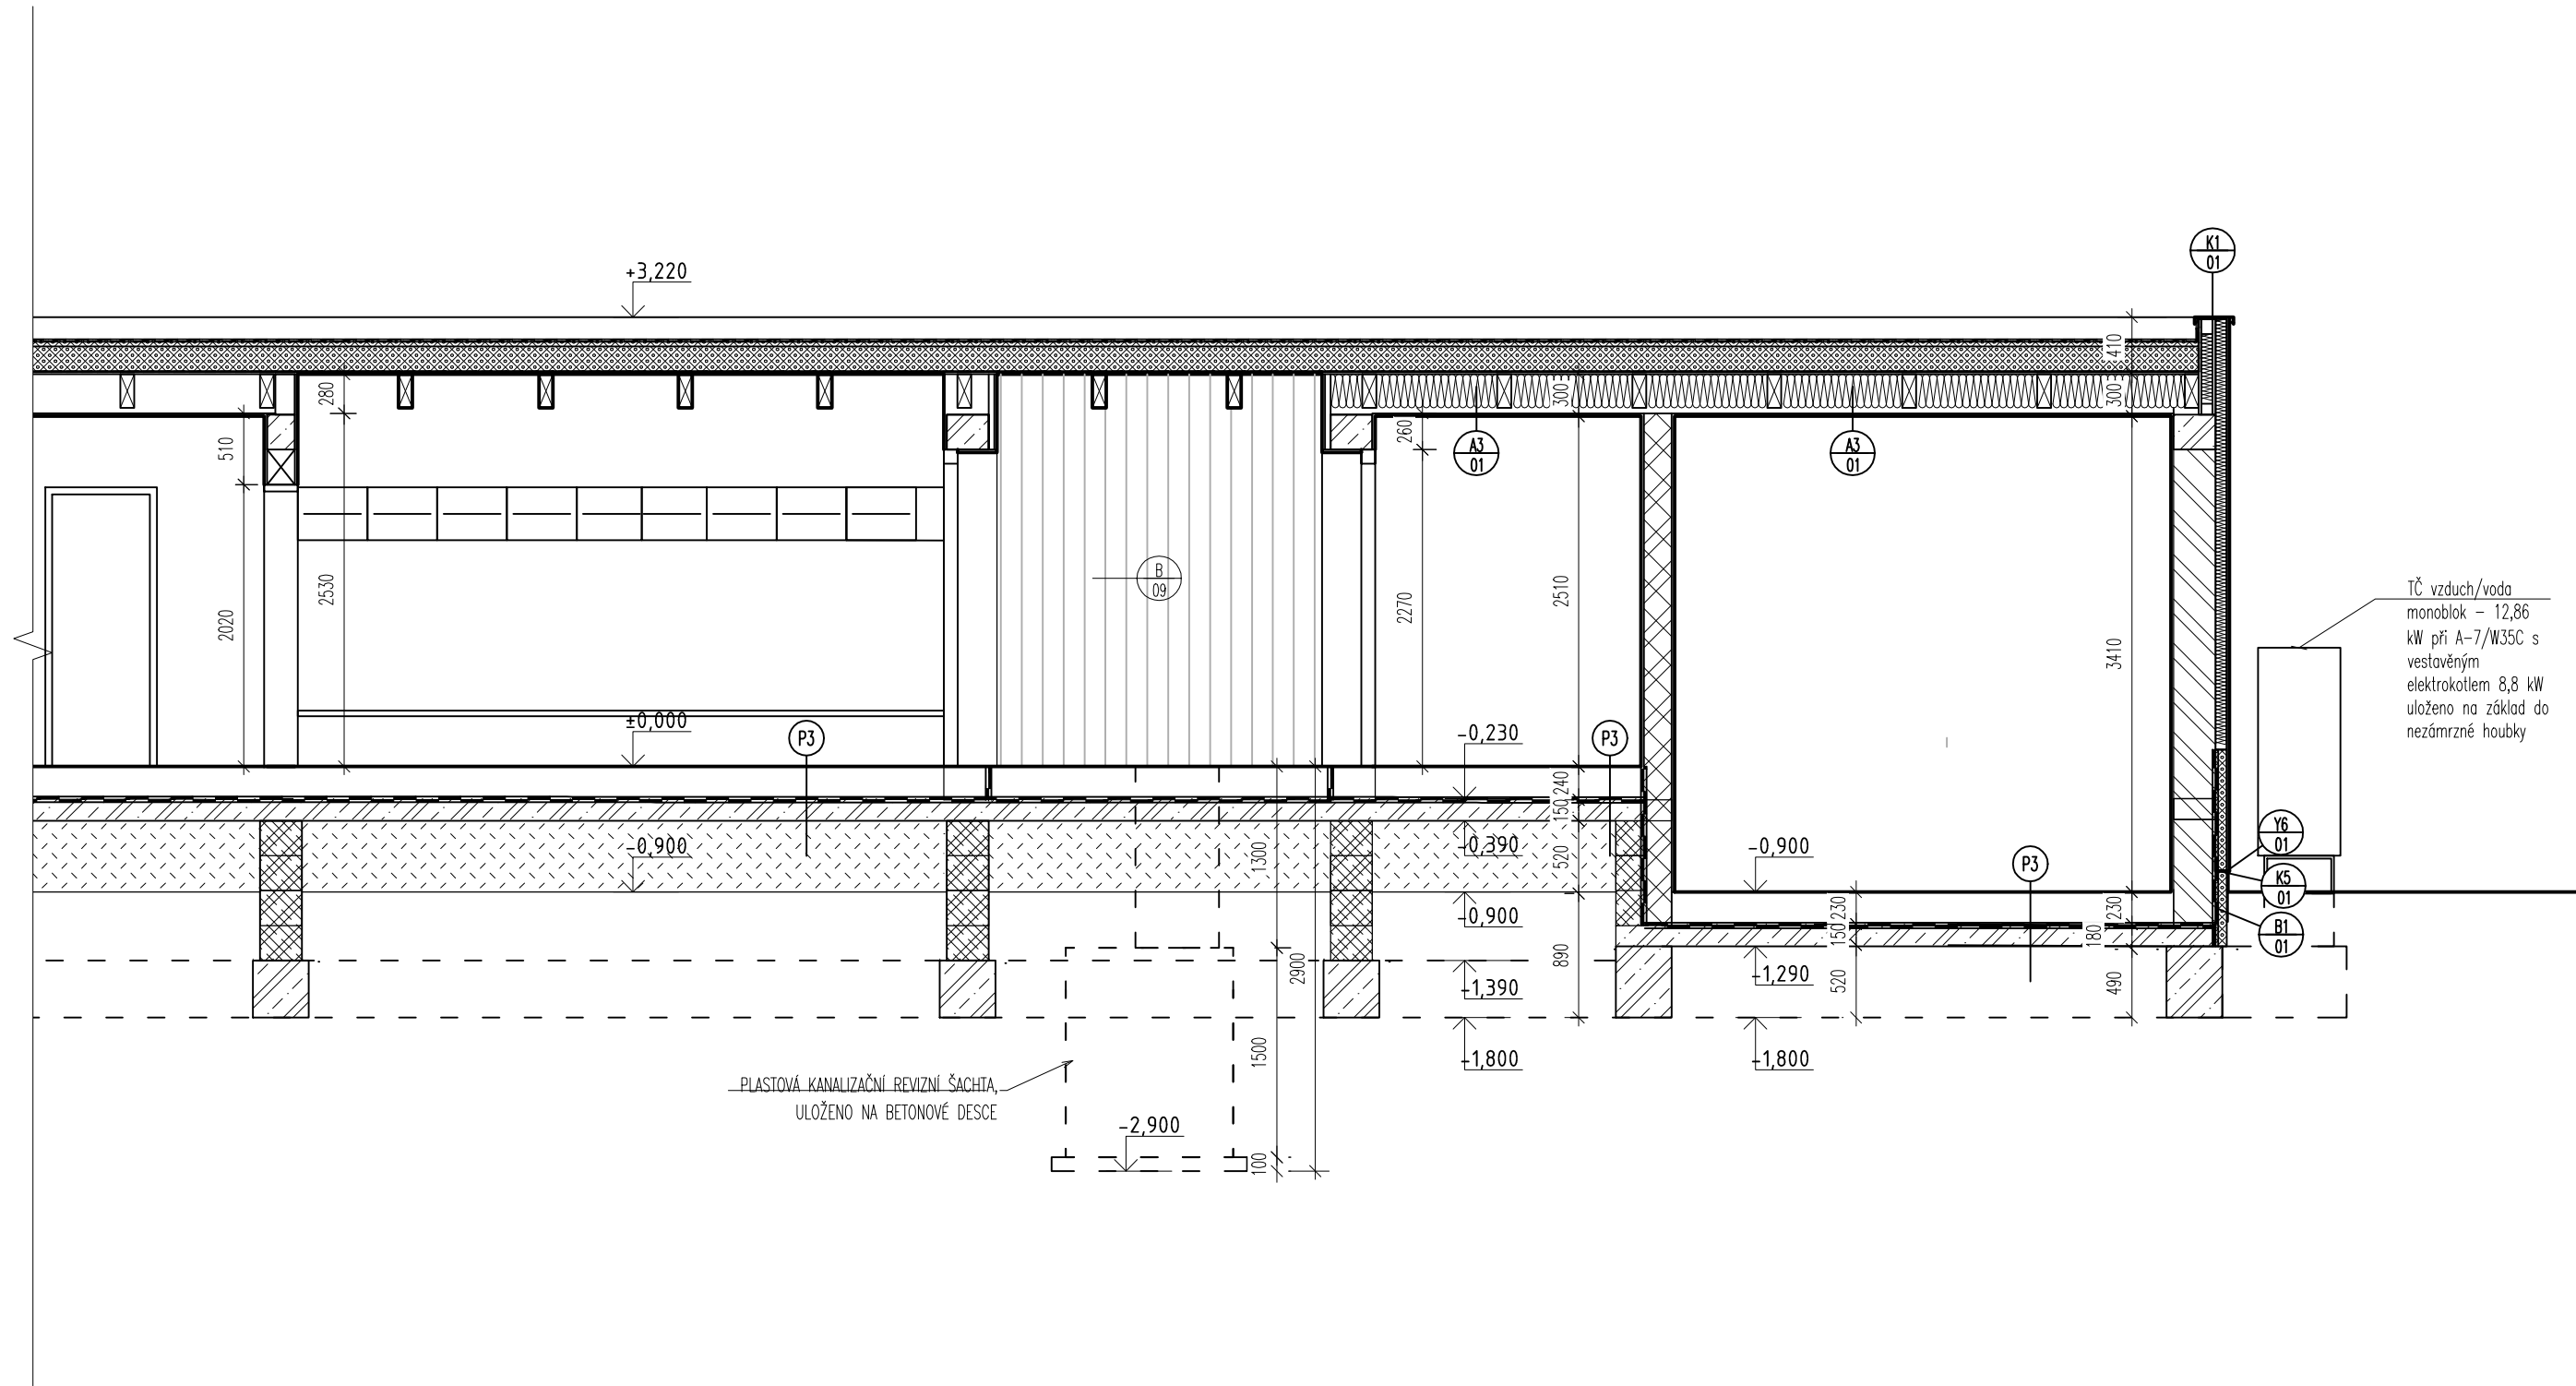 K1
01
+3,220
410
280
300
300
510
260
A3
01
A3
01
B
09
2530
2020
2270
2510
3410
TČ vzduch/voda
monoblok – 12,86
kW při A-7/W35C s
vestavěným
elektrokotlem 8,8 kW
uloženo na základ do
nezámrzné houbky
±0,000
P3
-0,230
P3
240
150
-0,900
1300
-0,390
520
-0,900
P3
Y6
01
K5
01
B1
01
-0,900
230
150
230
180
890
2900
-1,390
-1,290
520
490
1500
-1,800
-1,800
PLASTOVÁ KANALIZAČNÍ REVIZNÍ ŠACHTA,
ULOŽENO NA BETONOVÉ DESCE
-2,900
100